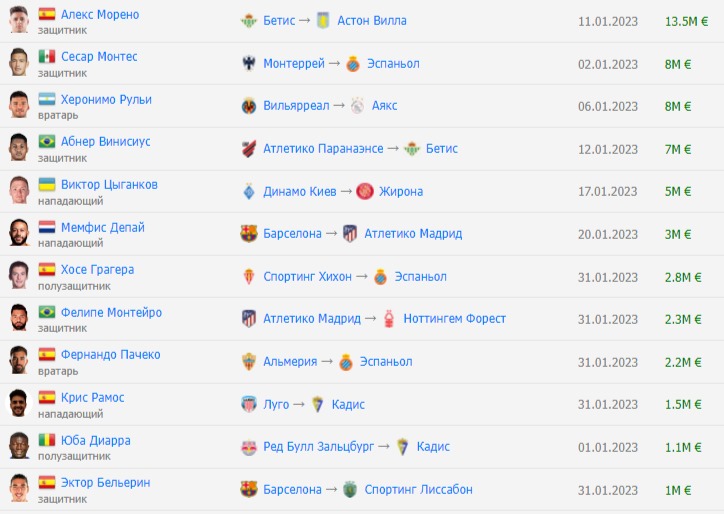 Алекс Морено
защитник
Бетис → Астон Вилла
11.01.2023
13.5M €
Сесар Монтес
защитник
Монтеррей → Эспаньол
02.01.2023
8M €
Херонимо Рульи
вратарь
Вильярреал → Аякс
06.01.2023
8M €
Абнер Винисиус
защитник
Атлетико Паранаэнсе → Бетис
12.01.2023
7M €
Виктор Цыганков
нападающий
Динамо Киев → Жирона
17.01.2023
5M €
Мемфис Депай
нападающий
Барселона → Атлетико Мадрид
20.01.2023
3M €
Хосе Грагера
полузащитник
Спортинг Хихон → Эспаньол
31.01.2023
2.8M €
Фелипе Монтейро
защитник
Атлетико Мадрид → Ноттингем Форест
31.01.2023
2.3M €
Фернандо Пачеко
вратарь
Альмерия → Эспаньол
31.01.2023
2.2M €
Крис Рамос
нападающий
Луго → Кадис
31.01.2023
1.5M €
Юба Диарра
полузащитник
Ред Булл Зальцбург → Кадис
01.01.2023
1.1M €
Эктор Бельерин
защитник
Барселона → Спортинг Лиссабон
31.01.2023
1M €